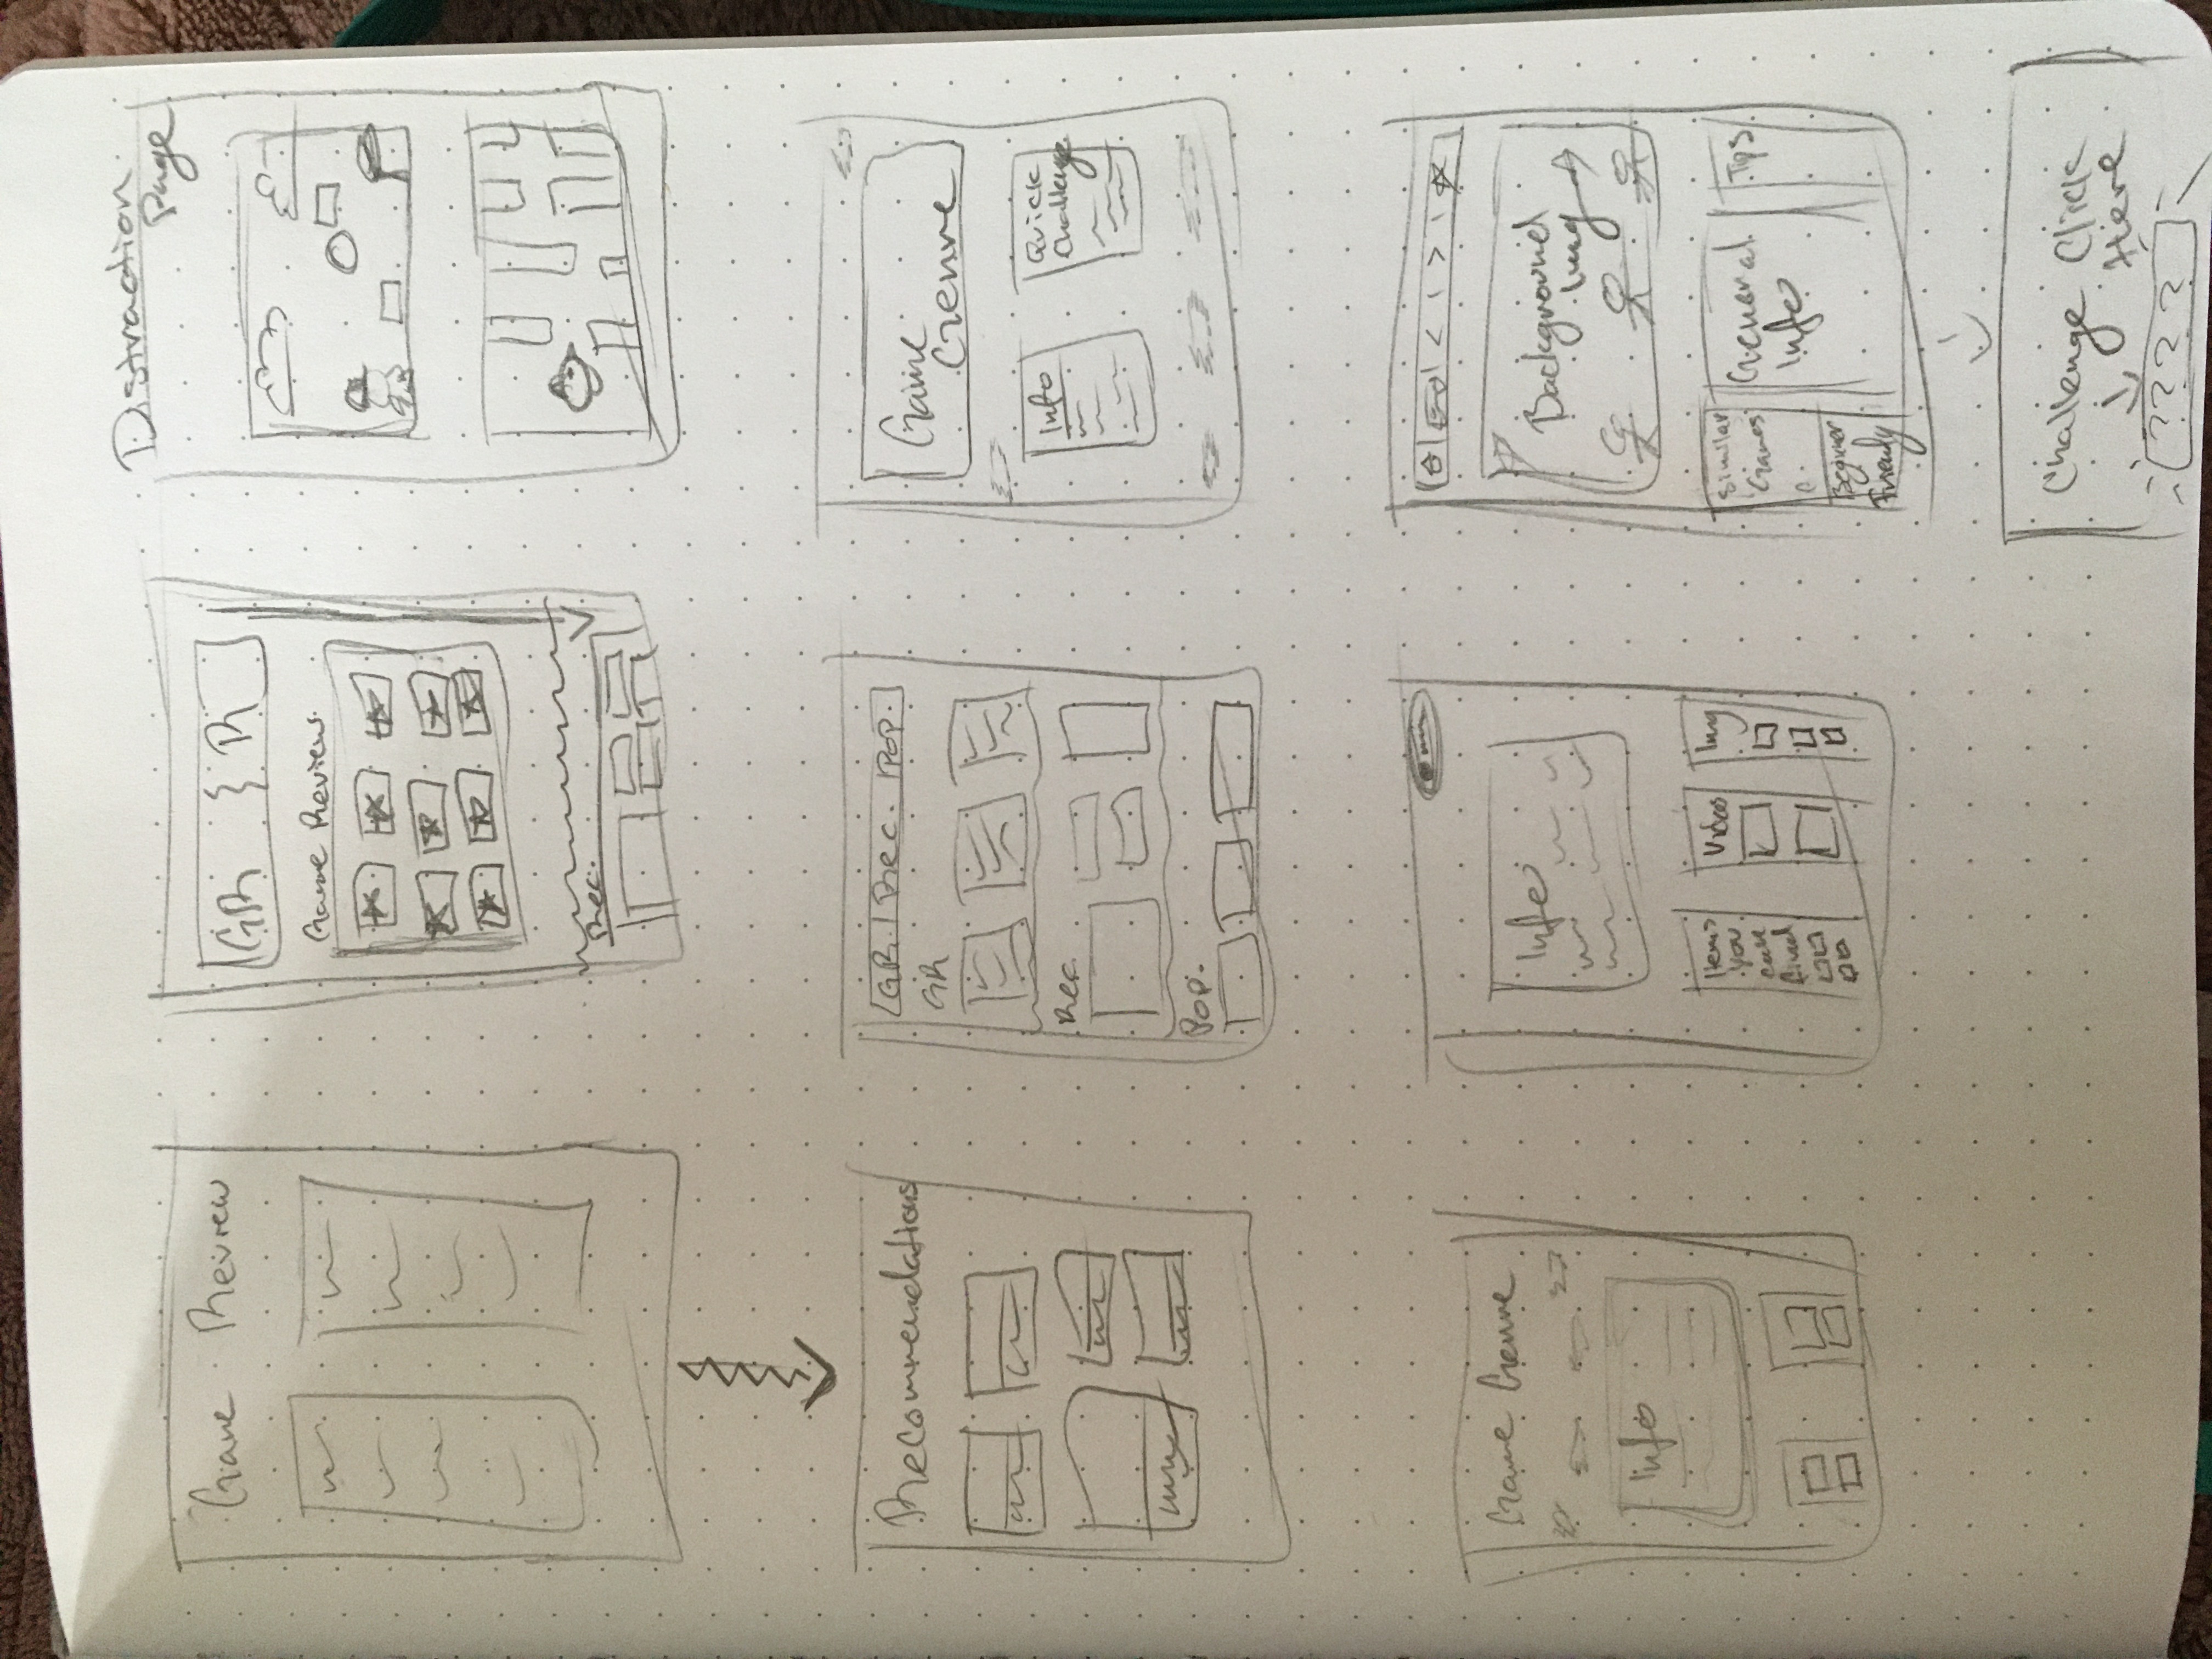 Game Review
GR R
Game Review
Rec.
Distraction
Page
Recommendations
GR. Rec. POP.
GR
Rec.
Pop.
Game
Genre
Info
Quick
Challenge
Game Genre
Info
Info
Items
you
can
find
Videos
Img
< >
Background
Img
Similar
Games
Beginner
Friendly
General
Info
Tips
Challenge Click
Here
????